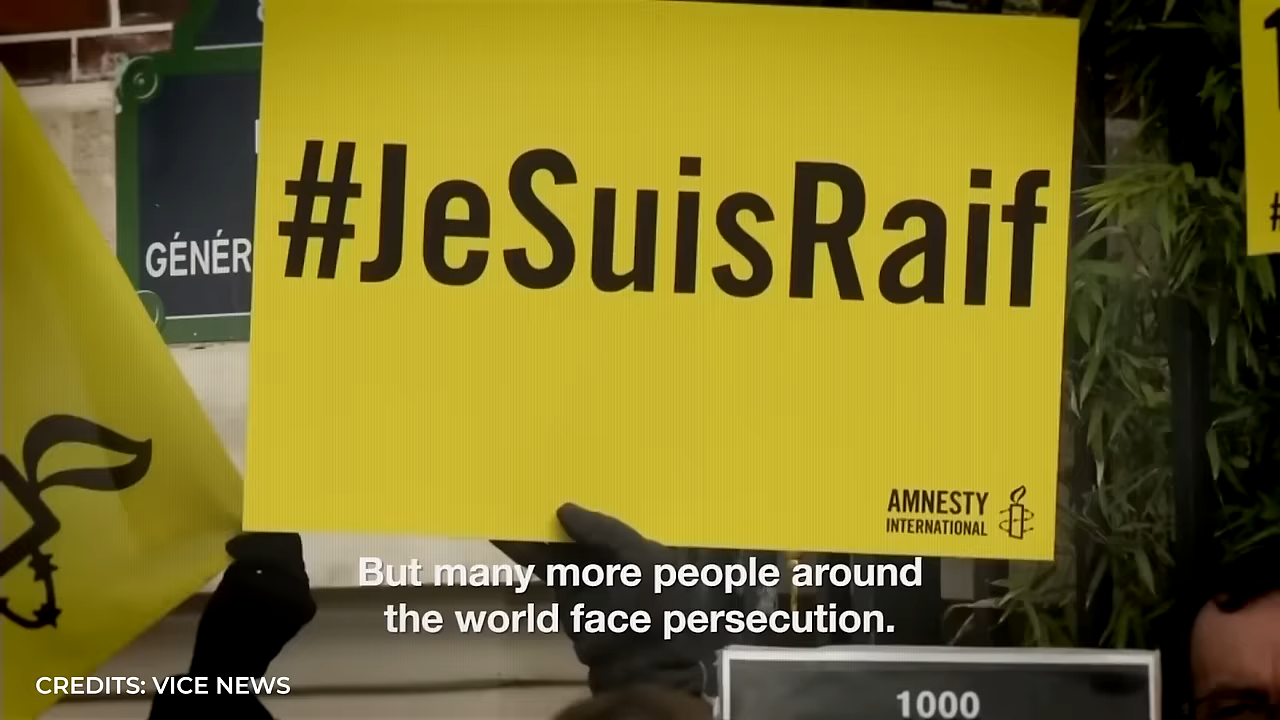 GÉNÉR
#JeSuisRaif
AMNESTY
INTERNATIONAL
But many more people around
the world face persecution.
CREDITS: VICE NEWS
1000